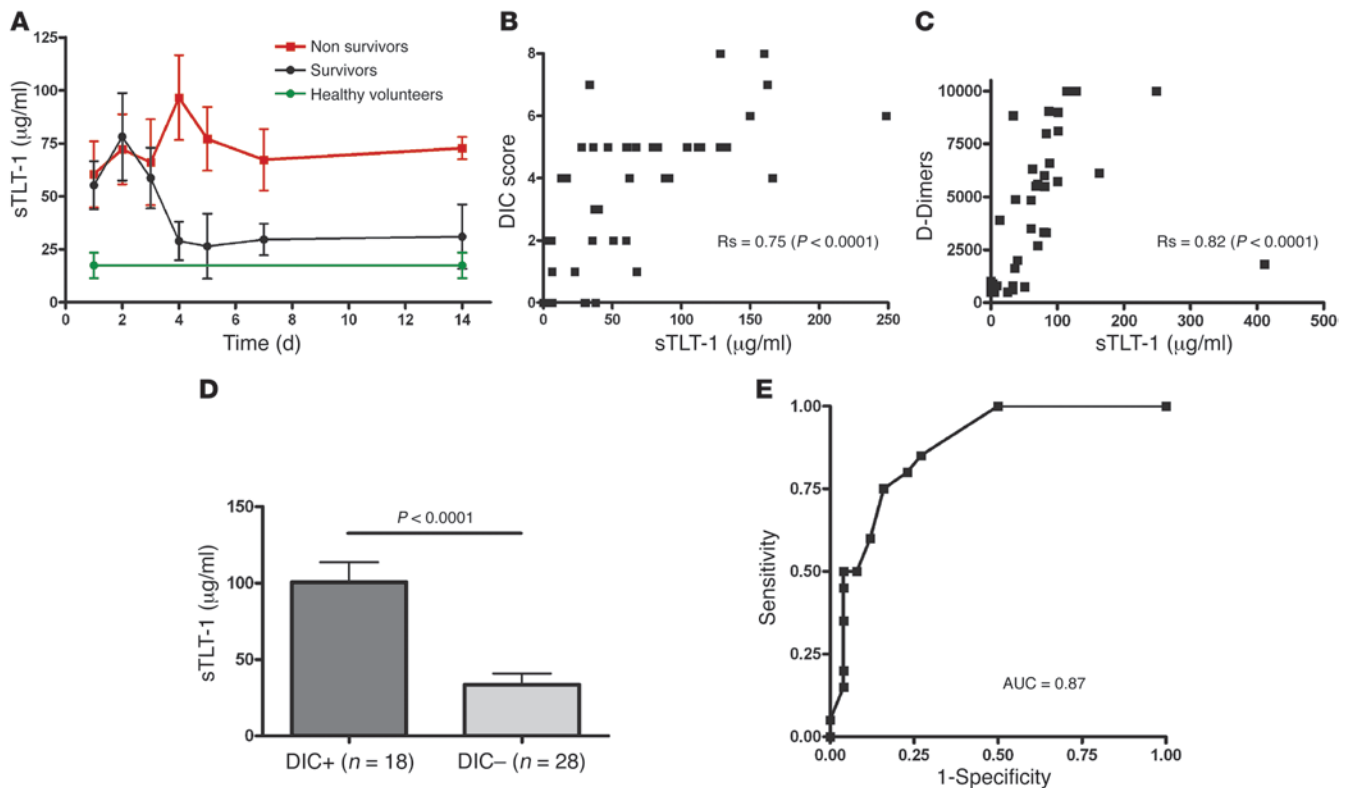 A
125
100
75
50
25
0
sTLT-1 (μg/ml)
Non survivors
Survivors
Healthy volunteers
0 2 4 6 8 10 12 14
Time (d)
B
8
6
4
2
0
DIC score
Rs = 0.75 (P < 0.0001)
0 50 100 150 200 250
sTLT-1 (μg/ml)
C
10000
7500
5000
2500
0
D-Dimers
Rs = 0.82 (P < 0.0001)
0 100 200 300 400 500
sTLT-1 (μg/ml)
D
150
100
50
0
sTLT-1 (μg/ml)
P < 0.0001
DIC+ (n = 18) DIC– (n = 28)
E
1.00
0.75
0.50
0.25
0.00
Sensitivity
AUC = 0.87
0.00 0.25 0.50 0.75 1.00
1-Specificity